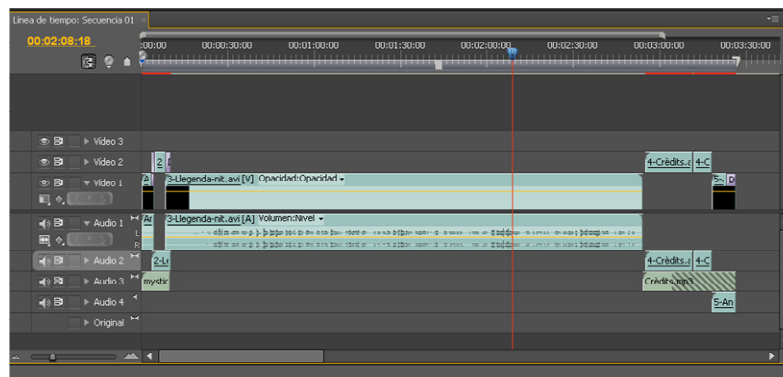 Línea de tiempo: Secuencia 01
00:02:08:18
:00:00 00:00:30:00 00:01:00:00 00:01:30:00 00:02:00:00 00:02:30:00 00:03:00:00 00:03:30:00
Vídeo 3
Vídeo 2 2 4-Crèdits.a 4-C
Vídeo 1 A 3-Llegenda-nit.avi [V] Opacidad:Opacidad 5- D
Audio 1 Ar 3-Llegenda-nit.avi [A] Volumen:Nivel
L
R
Audio 2 2-Le 4-Crèdits.a 4-C
Audio 3 mystic Crèdits.mp3
Audio 4 5-An
Original